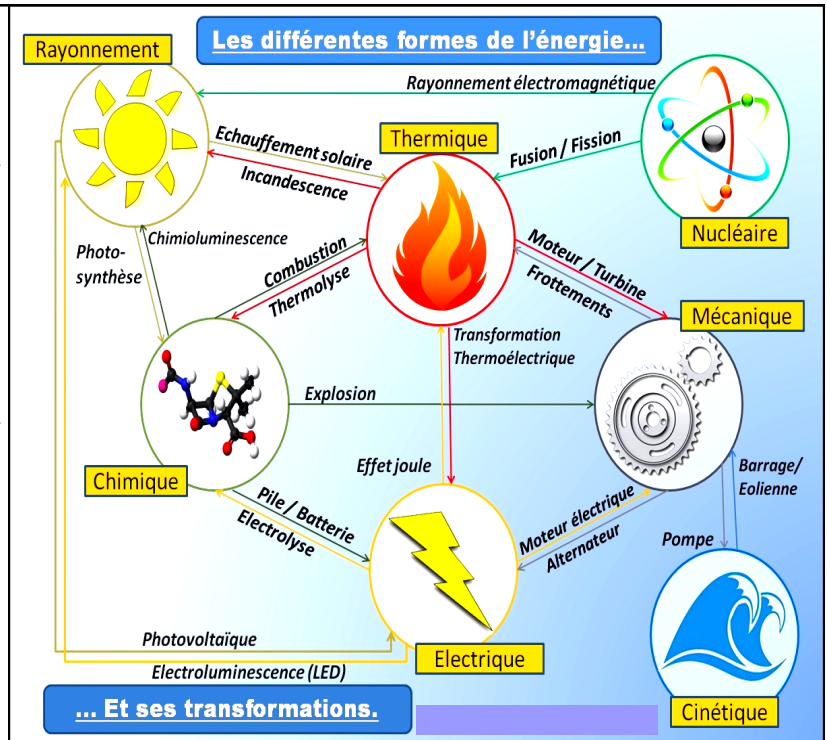 Les différentes formes de l'énergie...
Rayonnement
Rayonnement électromagnétique
Thermique
Echauffement solaire
Incandescence
Fusion / Fission
Nucléaire
Photo-
synthèse
Chimioluminescence
Combustion
Thermolyse
Moteur / Turbine
Frottements
Mécanique
Transformation
Thermoélectrique
Explosion
Effet joule
Chimique
Pile / Batterie
Electrolyse
Moteur électrique
Alternateur
Barrage/
Eolienne
Pompe
Photovoltaïque
Electroluminescence (LED)
Electrique
Cinétique
... Et ses transformations.